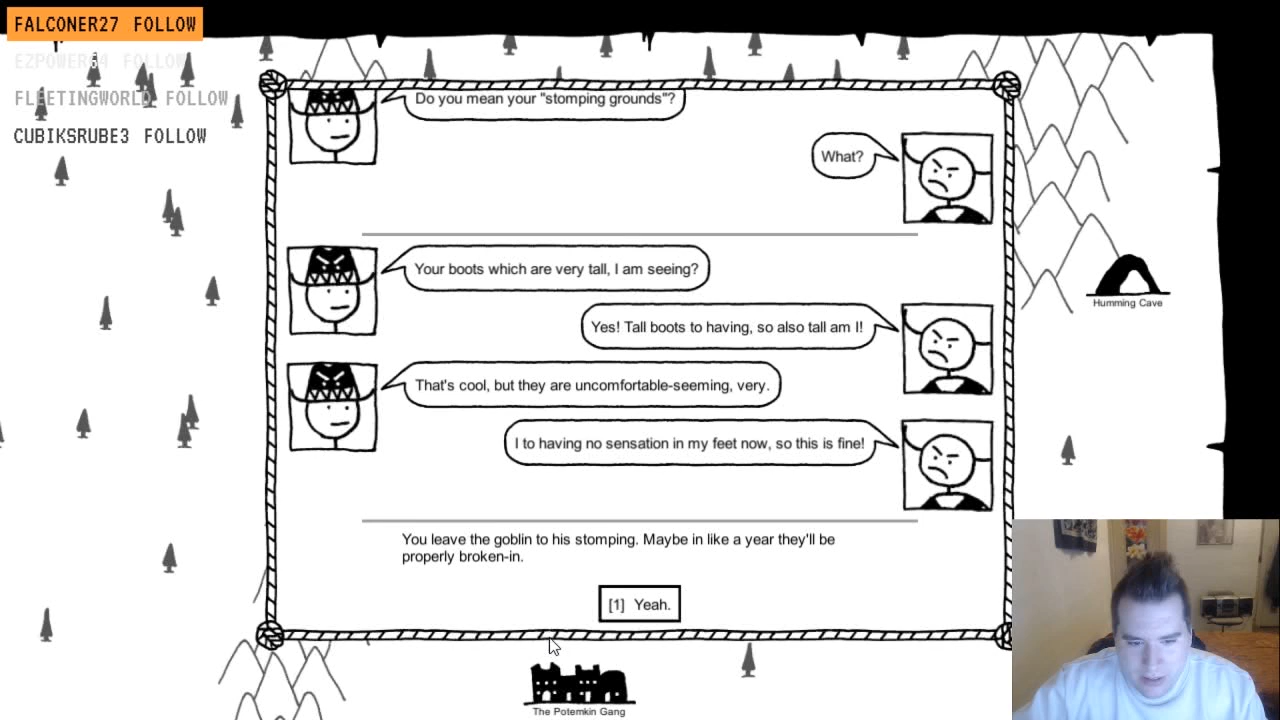 FALCONER27 FOLLOW
EZPOWER64 FOLLOW
FLEETINGWORLD FOLLOW
CUBIKSRUBE3 FOLLOW
Do you mean your "stomping grounds"?
What?
Your boots which are very tall, I am seeing?
Yes! Tall boots to having, so also tall am I!
That's cool, but they are uncomfortable-seeming, very.
I to having no sensation in my feet now, so this is fine!
You leave the goblin to his stomping. Maybe in like a year they'll be
properly broken-in.
[1] Yeah.
Humming Cave
The Potemkin Gang